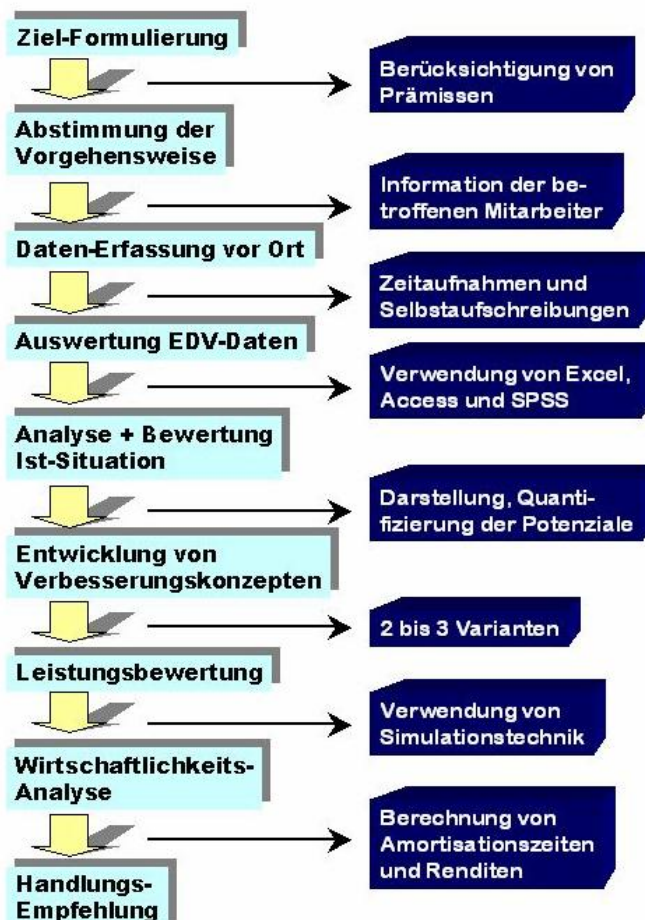 Ziel-Formulierung
Berücksichtigung von
Prämissen
Abstimmung der
Vorgehensweise
Information der be-
troffenen Mitarbeiter
Daten-Erfassung vor Ort
Zeitaufnahmen und
Selbstaufschreibungen
Auswertung EDV-Daten
Verwendung von Excel,
Access und SPSS
Analyse + Bewertung
Ist-Situation
Darstellung, Quanti-
fizierung der Potenziale
Entwicklung von
Verbesserungskonzepten
2 bis 3 Varianten
Leistungsbewertung
Verwendung von
Simulationstechnik
Wirtschaftlichkeits-
Analyse
Berechnung von
Amortisationszeiten
und Renditen
Handlungs-
Empfehlung